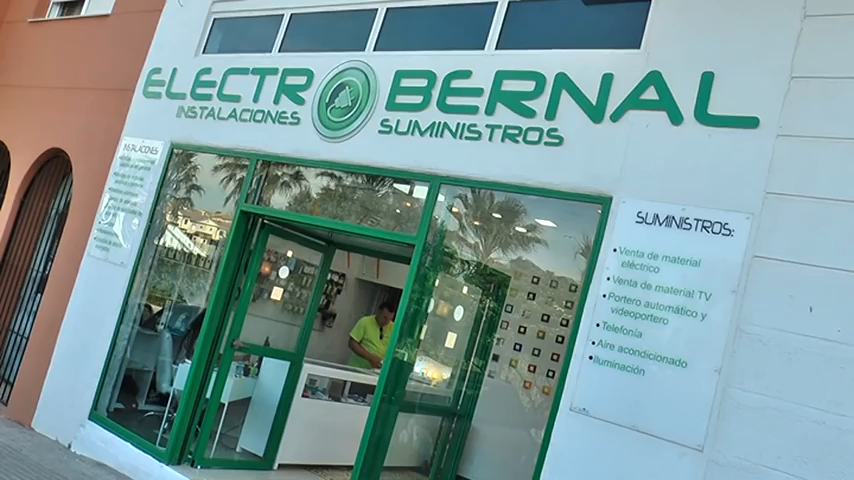 ELECTR BERNAL
INSTALACIONES SUMINISTROS
INSTALACIONES
SUMINISTROS:
• Venta de material
eléctrico
• Venta de material TV
• Portero automático y
videoportero
• Telefonía
• Aire acondicionado
• Iluminación